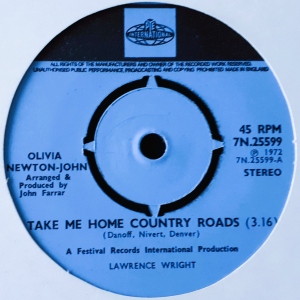 PYE
INTERNATIONAL
ALL RIGHTS OF THE MANUFACTURERS AND OWNER OF THE RECORDED WORK RESERVED
UNAUTHORISED PUBLIC PERFORMANCE, BROADCASTING AND COPYING PROHIBITED MADE IN ENGLAND
OLIVIA
NEWTON-JOHN
Arranged &
Produced by
John Farrar
45 RPM
7N.25599
℗ 1972
7N.25599-A
STEREO
TAKE ME HOME COUNTRY ROADS (3.16)
(Danoff, Nivert, Denver)
A Festival Records International Production
LAWRENCE WRIGHT